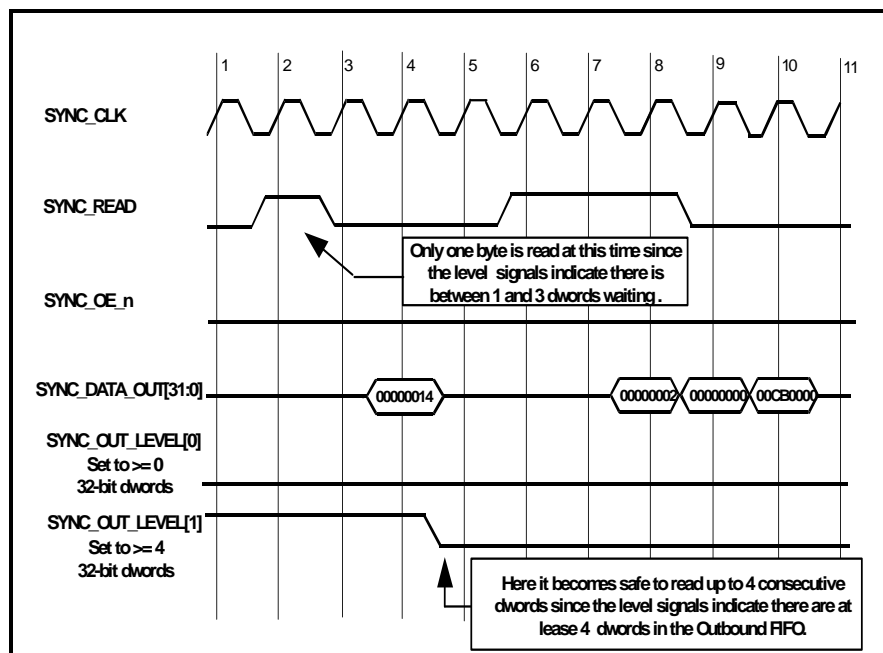 1 2 3 4 5 6 7 8 9 10 11
SYNC_CLK
SYNC_READ
Only one byte is read at this time since
the level signals indicate there is
between 1 and 3 dwords waiting .
SYNC_OE_n
SYNC_DATA_OUT[31:0]
00000014 00000002 00000000 00CB0000
SYNC_OUT_LEVEL[0]
Set to >= 0
32-bit dwords
SYNC_OUT_LEVEL[1]
Set to >= 4
32-bit dwords
Here it becomes safe to read up to 4 consecutive
dwords since the level signals indicate there are at
lease 4 dwords in the Outbound FIFO.